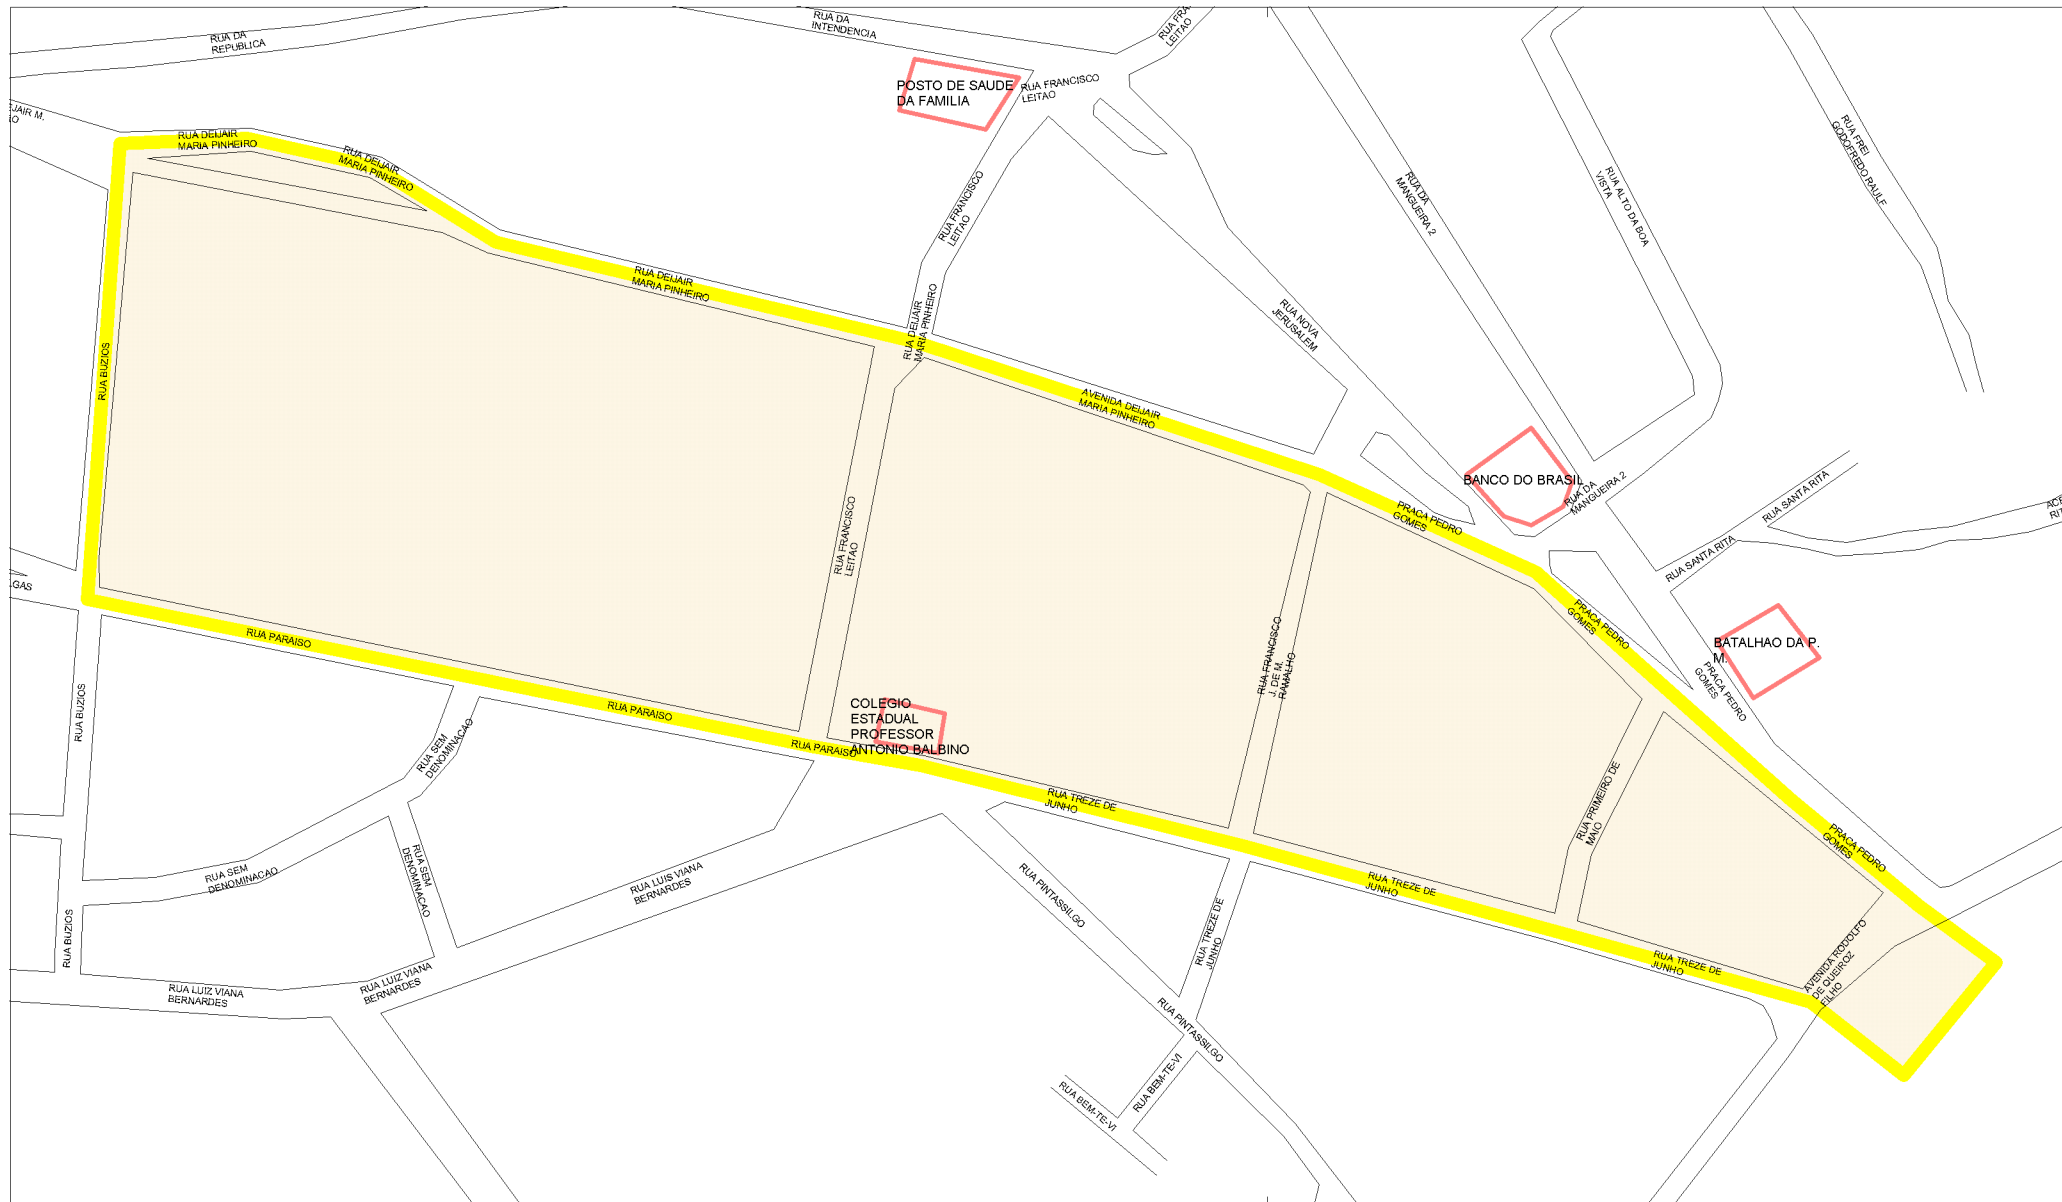 RUA DA
REPUBLICA
RUA DA
INTENDENCIA
RUA FRA
LEITAO
EJAIR M.
POSTO DE SAUDE
DA FAMILIA
RUA FRANCISCO
LEITAO
RUA DEIJAIR
MARIA PINHEIRO
RUA DEIJAIR
MARIA PINHEIRO
RUA FREI
GODOFREDO RAULF
RUA DA
MANGUEIRA 2
RUA ALTO DA BOA
VISTA
RUA FRANCISCO
LEITAO
RUA DEIJAIR
MARIA PINHEIRO
RUA DEIJAIR
MARIA PINHEIRO
RUA NOVA
JERUSALEM
RUA BUZIOS
AVENIDA DEIJAIR
MARIA PINHEIRO
BANCO DO BRASIL
RUA DA
MANGUEIRA 2
RUA SANTA RITA
RUA SANTA RITA
ACE
RIT
PRACA PEDRO
GOMES
RUA FRANCISCO
LEITAO
GAS
PRACA PEDRO
GOMES
RUA PARAISO
RUA FRANCISCO
J. DE M.
RAMALHO
BATALHAO DA P.
M.
PRACA PEDRO
GOMES
RUA BUZIOS
RUA PARAISO
COLEGIO
ESTADUAL
PROFESSOR
ANTONIO BALBINO
RUA PARAISO
RUA SEM
DENOMINACAO
RUA TREZE DE
JUNHO
RUA PRIMEIRO DE
MAIO
PRACA PEDRO
GOMES
RUA SEM
DENOMINACAO
RUA SEM
DENOMINACAO
RUA LUIS VIANA
BERNARDES
RUA PINTASSILGO
RUA TREZE DE
JUNHO
RUA BUZIOS
RUA TREZE DE
JUNHO
RUA TREZE DE
JUNHO
AVENIDA RODOLFO
DE QUEIROZ
FILHO
RUA LUIZ VIANA
BERNARDES
RUA LUIZ VIANA
BERNARDES
RUA PINTASSILGO
RUA BEM-TE-VI
RUA BEM-TE-VI